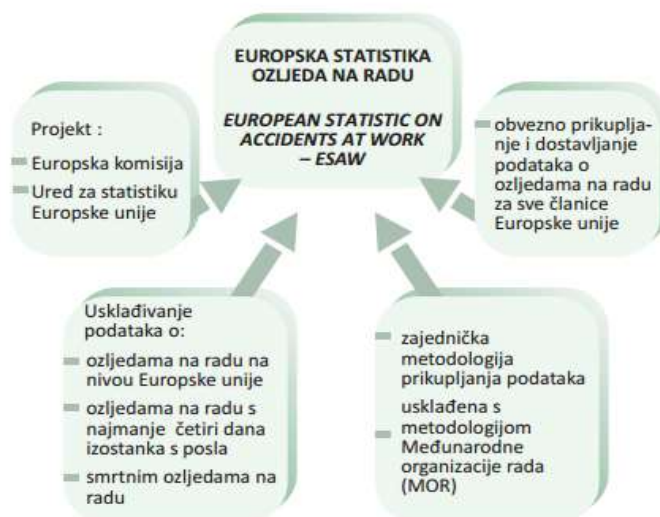 EUROPSKA STATISTIKA
OZLJEDA NA RADU
EUROPEAN STATISTIC ON
ACCIDENTS AT WORK
– ESAW
Projekt :
Europska komisija
Ured za statistiku
Europske unije
obvezno prikuplja-
nje i dostavljanje
podataka o
ozljedama na radu
za sve članice
Europske unije
Usklađivanje
podataka o:
ozljedama na radu na
nivou Europske unije
ozljedama na radu s
najmanje četiri dana
izostanka s posla
smrtnim ozljedama na
radu
zajednička
metodologija
prikupljanja podataka
usklađena s
metodologijom
Međunarodne
organizacije rada
(MOR)